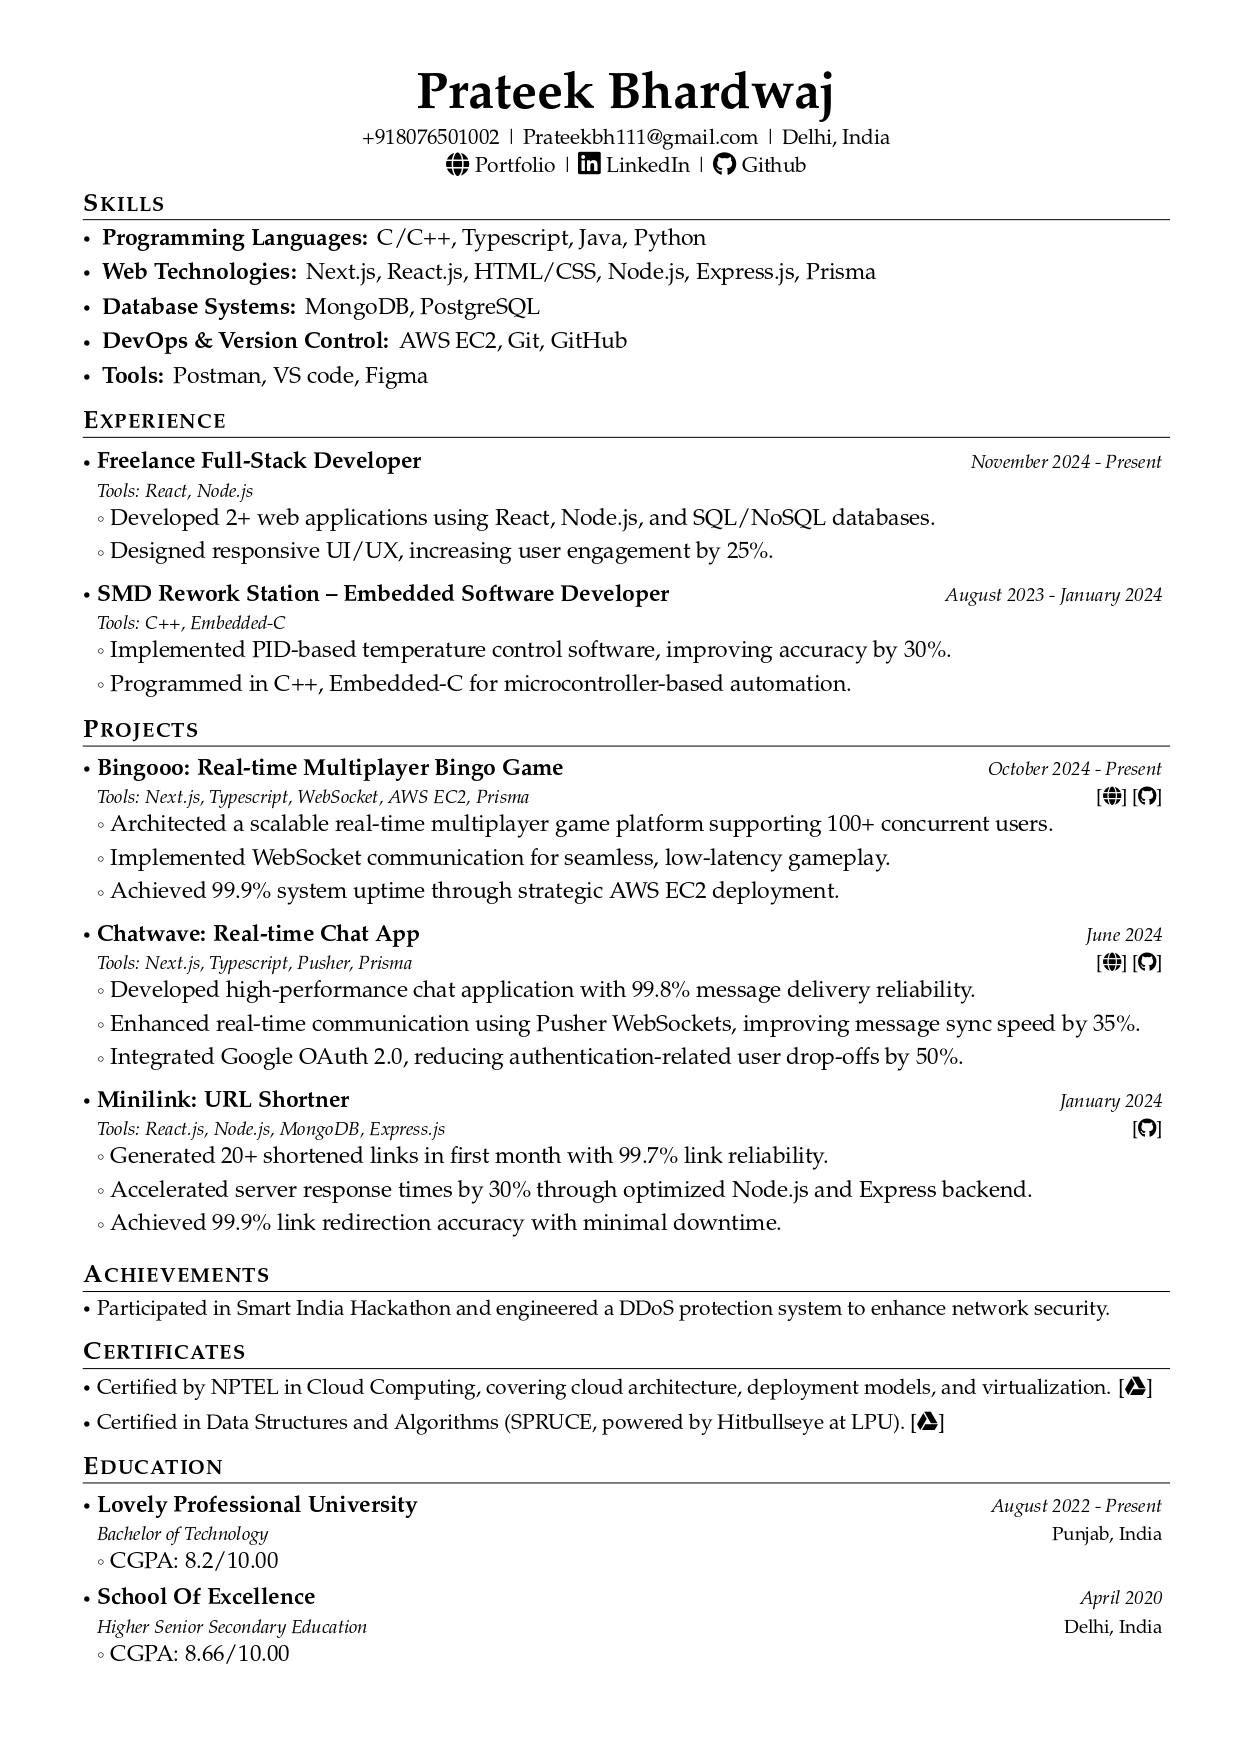 Prateek Bhardwaj
+918076501002 | Prateekbh111@gmail.com | Delhi, India
Portfolio | LinkedIn | Github
SKILLS
• Programming Languages: C/C++, Typescript, Java, Python
• Web Technologies: Next.js, React.js, HTML/CSS, Node.js, Express.js, Prisma
• Database Systems: MongoDB, PostgreSQL
• DevOps & Version Control: AWS EC2, Git, GitHub
• Tools: Postman, VS code, Figma
EXPERIENCE
• Freelance Full-Stack Developer November 2024 - Present
Tools: React, Node.js
◦ Developed 2+ web applications using React, Node.js, and SQL/NoSQL databases.
◦ Designed responsive UI/UX, increasing user engagement by 25%.
• SMD Rework Station – Embedded Software Developer August 2023 - January 2024
Tools: C++, Embedded-C
◦ Implemented PID-based temperature control software, improving accuracy by 30%.
◦ Programmed in C++, Embedded-C for microcontroller-based automation.
PROJECTS
• Bingooo: Real-time Multiplayer Bingo Game October 2024 - Present
Tools: Next.js, Typescript, WebSocket, AWS EC2, Prisma [] []
◦ Architected a scalable real-time multiplayer game platform supporting 100+ concurrent users.
◦ Implemented WebSocket communication for seamless, low-latency gameplay.
◦ Achieved 99.9% system uptime through strategic AWS EC2 deployment.
• Chatwave: Real-time Chat App June 2024
Tools: Next.js, Typescript, Pusher, Prisma [] []
◦ Developed high-performance chat application with 99.8% message delivery reliability.
◦ Enhanced real-time communication using Pusher WebSockets, improving message sync speed by 35%.
◦ Integrated Google OAuth 2.0, reducing authentication-related user drop-offs by 50%.
• Minilink: URL Shortner January 2024
Tools: React.js, Node.js, MongoDB, Express.js []
◦ Generated 20+ shortened links in first month with 99.7% link reliability.
◦ Accelerated server response times by 30% through optimized Node.js and Express backend.
◦ Achieved 99.9% link redirection accuracy with minimal downtime.
ACHIEVEMENTS
• Participated in Smart India Hackathon and engineered a DDoS protection system to enhance network security.
CERTIFICATES
• Certified by NPTEL in Cloud Computing, covering cloud architecture, deployment models, and virtualization. []
• Certified in Data Structures and Algorithms (SPRUCE, powered by Hitbullseye at LPU). []
EDUCATION
• Lovely Professional University August 2022 - Present
Bachelor of Technology Punjab, India
◦ CGPA: 8.2/10.00
• School Of Excellence April 2020
Higher Senior Secondary Education Delhi, India
◦ CGPA: 8.66/10.00